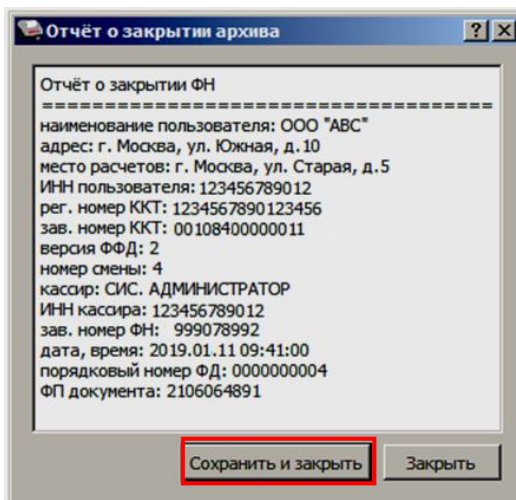 Отчёт о закрытии архива
Отчёт о закрытии ФН
====================================
наименование пользователя: ООО "АВС"
адрес: г. Москва, ул. Южная, д.10
место расчетов: г. Москва, ул. Старая, д.5
ИНН пользователя: 123456789012
рег. номер ККТ: 1234567890123456
зав. номер ККТ: 00108400000011
версия ФФД: 2
номер смены: 4
кассир: СИС. АДМИНИСТРАТОР
ИНН кассира: 123456789012
зав. номер ФН: 999078992
дата, время: 2019.01.11 09:41:00
порядковый номер ФД: 0000000004
ФП документа: 2106064891
Сохранить и закрыть Закрыть